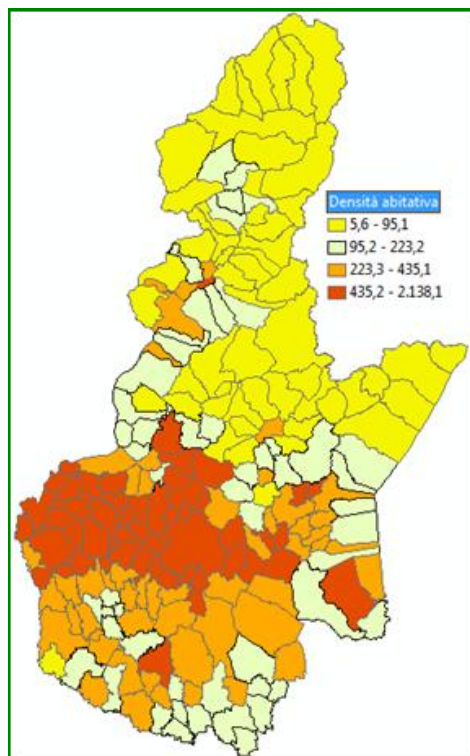 Densità abitativa
5,6 - 95,1
95,2 - 223,2
223,3 - 435,1
435,2 - 2.138,1